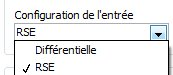 Configuration de l'entrée
RSE
Différentielle
✓ RSE